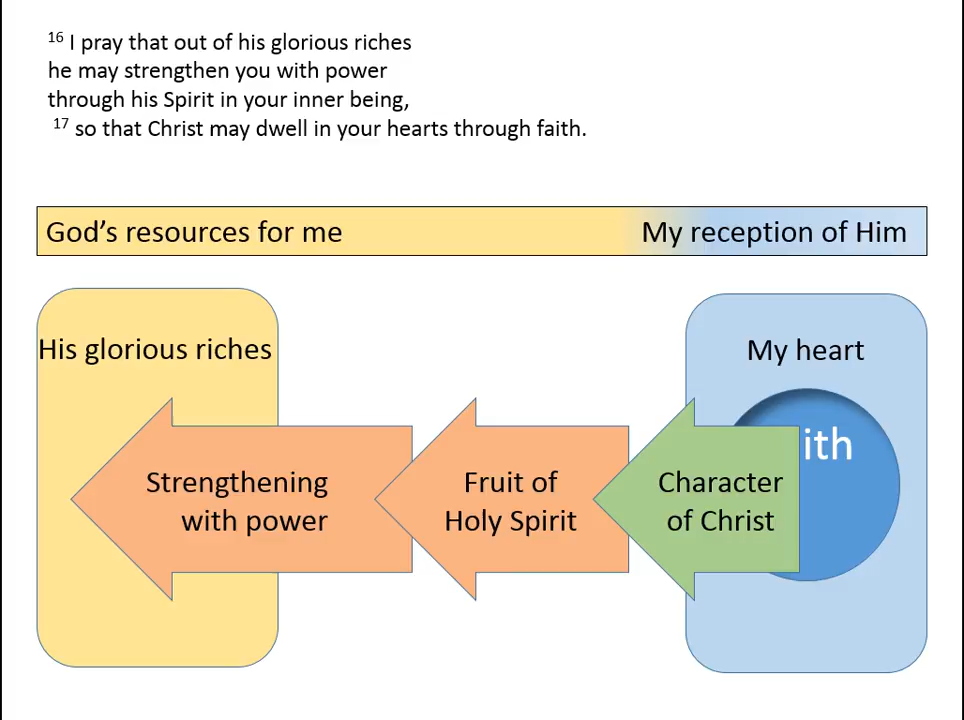 16 I pray that out of his glorious riches
he may strengthen you with power
through his Spirit in your inner being,
17 so that Christ may dwell in your hearts through faith.
God’s resources for me
My reception of Him
His glorious riches
My heart
ith
Strengthening
with power
Fruit of
Holy Spirit
Character
of Christ